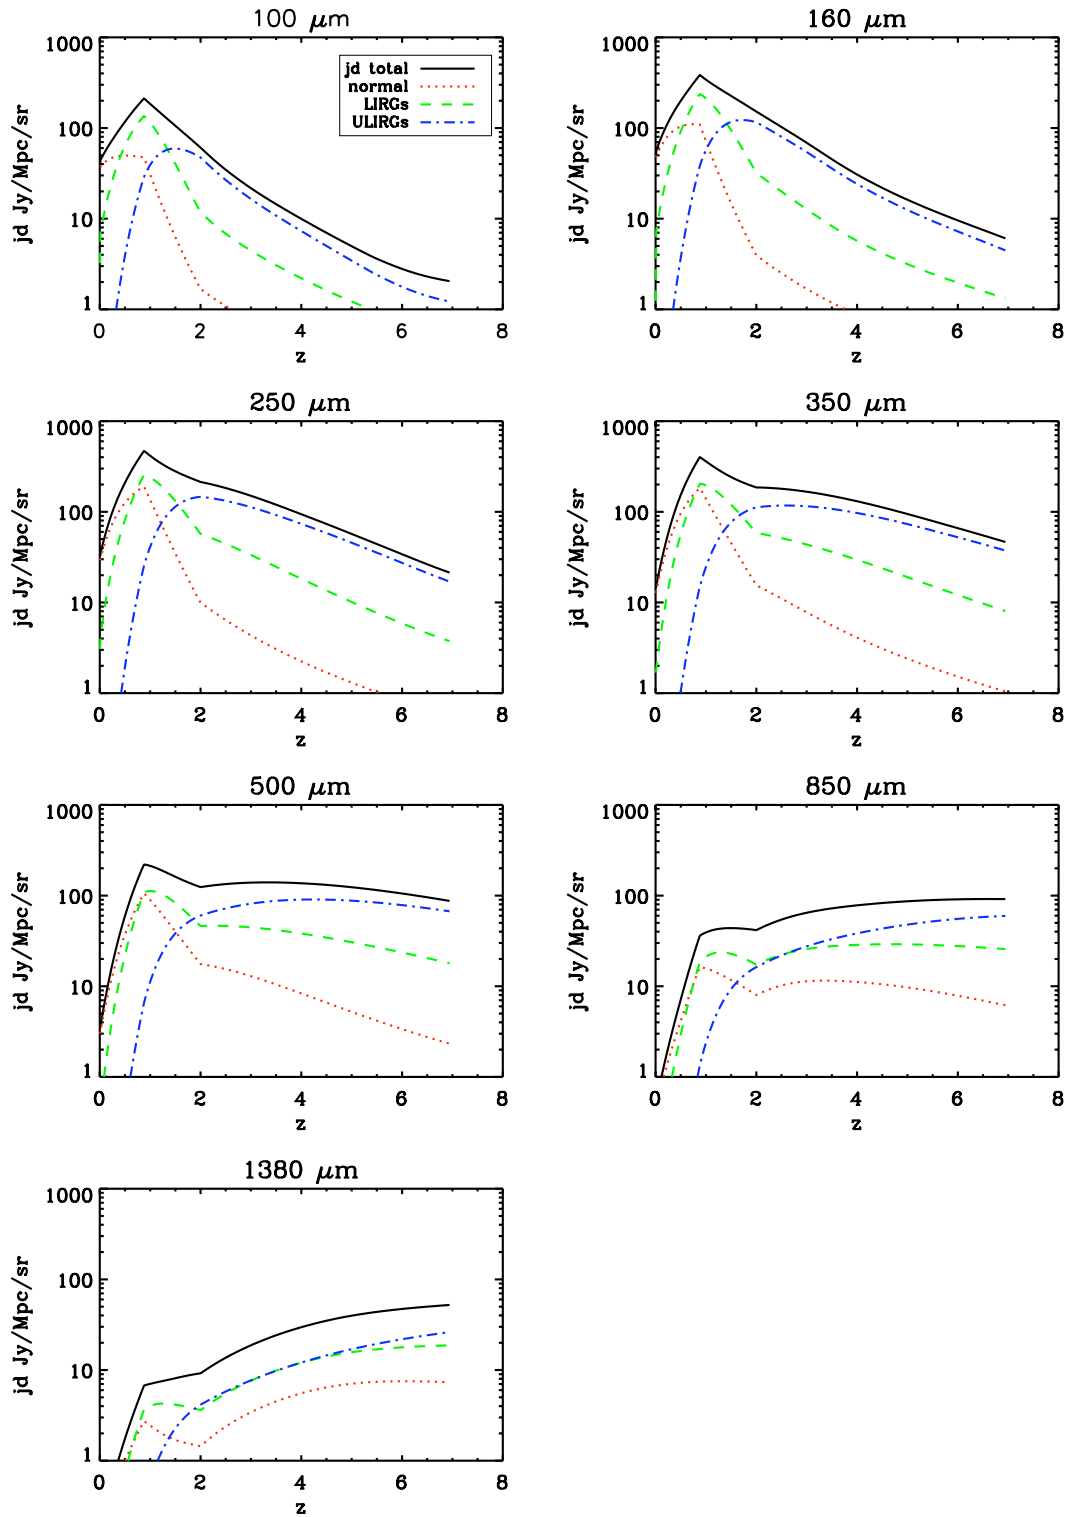 100 μm
1000
100
10
1
jd Jy/Mpc/sr
jd total
normal
LIRGs
ULIRGs
0 2 4 6 8
z
160 μm
1000
100
10
1
jd Jy/Mpc/sr
0 2 4 6 8
z
250 μm
1000
100
10
1
jd Jy/Mpc/sr
0 2 4 6 8
z
350 μm
1000
100
10
1
jd Jy/Mpc/sr
0 2 4 6 8
z
500 μm
1000
100
10
1
jd Jy/Mpc/sr
0 2 4 6 8
z
850 μm
1000
100
10
1
jd Jy/Mpc/sr
0 2 4 6 8
z
1380 μm
1000
100
10
1
jd Jy/Mpc/sr
0 2 4 6 8
z